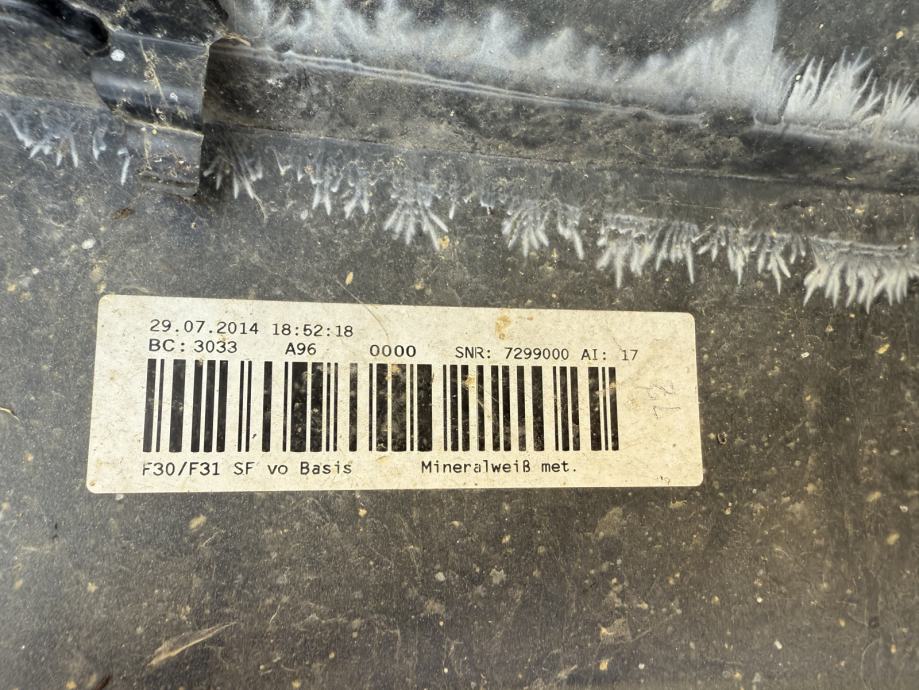 29.07.2014 18:52:18
BC: 3033 A96 0000 SNR: 7299000 AI: 17
F30/F31 SF vo Basis Mineralweiß met.